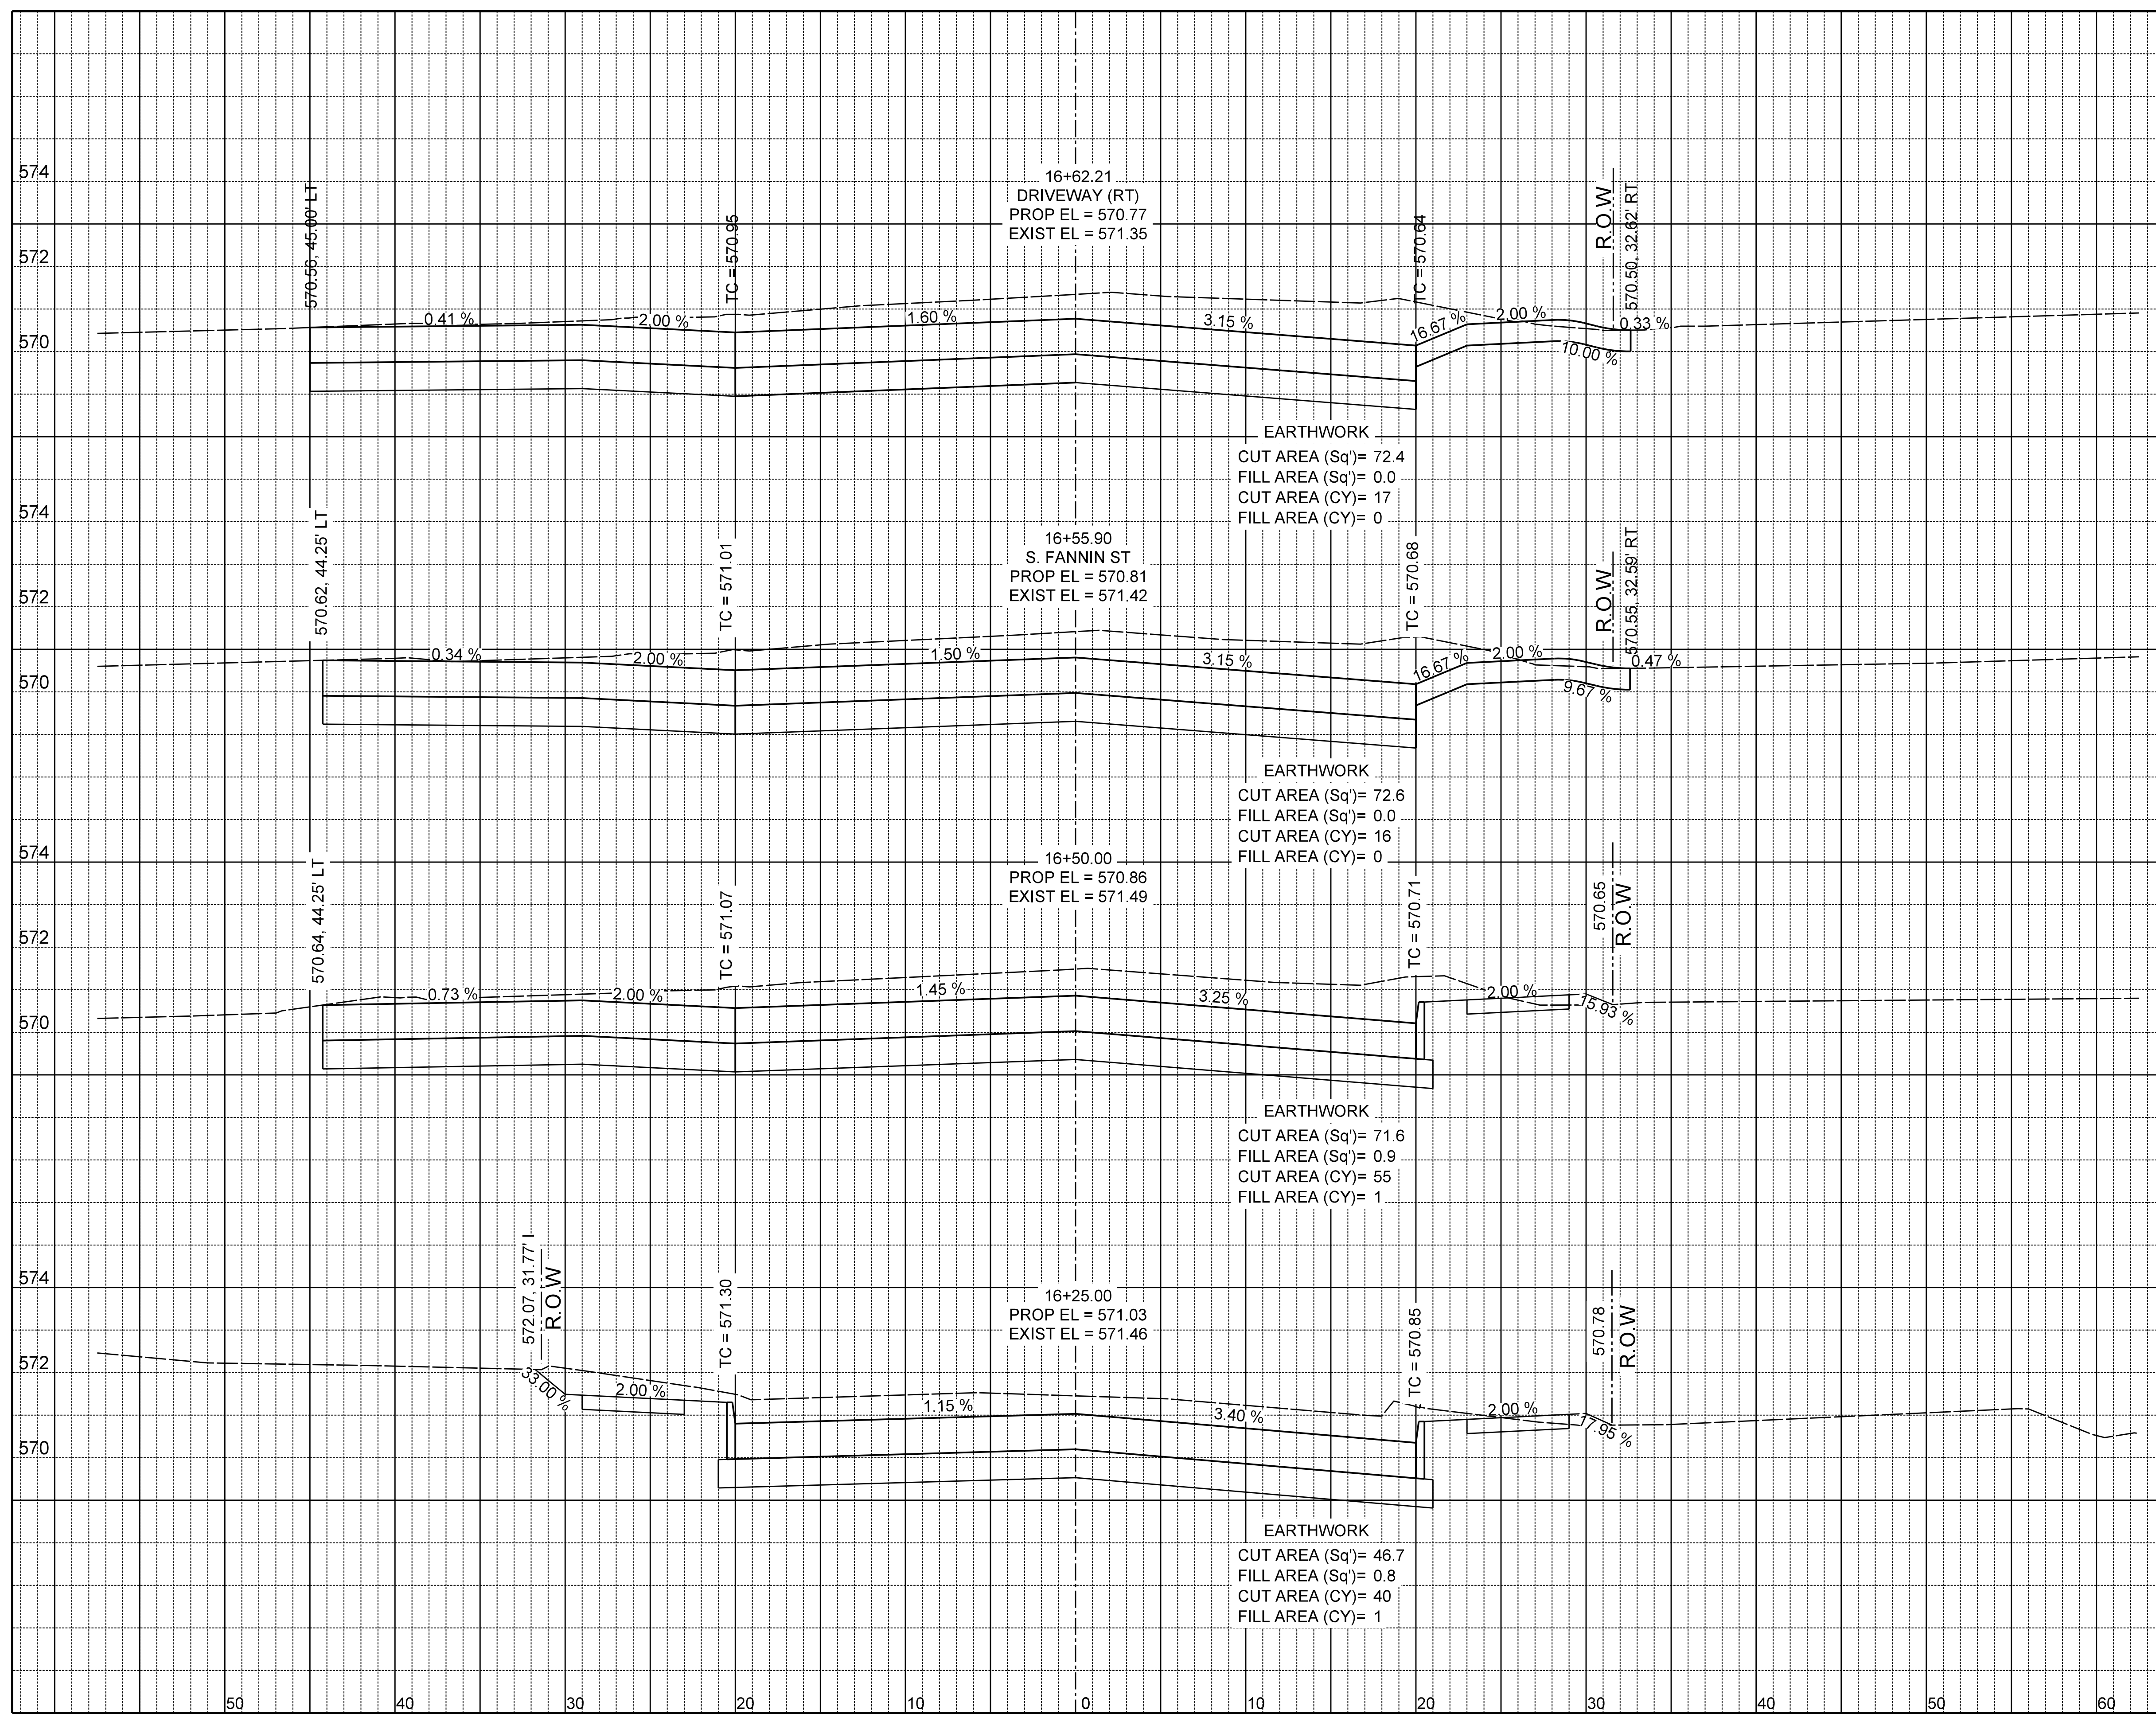 574
572
570
570.56, 45.00' LT
TC = 570.95
16+62.21
DRIVEWAY (RT)
PROP EL = 570.77
EXIST EL = 571.35
TC = 570.64
R.O.W
570.50, 32.62' RT
0.41 %
2.00 %
1.60 %
3.15 %
16.67 %
2.00 %
0.33 %
10.00 %
EARTHWORK
CUT AREA (Sq')= 72.4
FILL AREA (Sq')= 0.0
CUT AREA (CY)= 17
FILL AREA (CY)= 0
574
572
570
570.62, 44.25' LT
TC = 571.01
16+55.90
S. FANNIN ST
PROP EL = 570.81
EXIST EL = 571.42
TC = 570.68
R.O.W
570.55, 32.59' RT
0.34 %
2.00 %
1.50 %
3.15 %
16.67 %
2.00 %
0.47 %
9.67 %
EARTHWORK
CUT AREA (Sq')= 72.6
FILL AREA (Sq')= 0.0
CUT AREA (CY)= 16
FILL AREA (CY)= 0
574
572
570
570.64, 44.25' LT
TC = 571.07
16+50.00
PROP EL = 570.86
EXIST EL = 571.49
TC = 570.71
570.65
R.O.W
0.73 %
2.00 %
1.45 %
3.25 %
2.00 %
15.93 %
EARTHWORK
CUT AREA (Sq')= 71.6
FILL AREA (Sq')= 0.9
CUT AREA (CY)= 55
FILL AREA (CY)= 1
574
572
570
572.07, 31.77'
R.O.W
TC = 571.30
16+25.00
PROP EL = 571.03
EXIST EL = 571.46
TC = 570.85
570.78
R.O.W
33.00 %
2.00 %
1.15 %
3.40 %
2.00 %
17.95 %
EARTHWORK
CUT AREA (Sq')= 46.7
FILL AREA (Sq')= 0.8
CUT AREA (CY)= 40
FILL AREA (CY)= 1
50 40 30 20 10 0 10 20 30 40 50 60